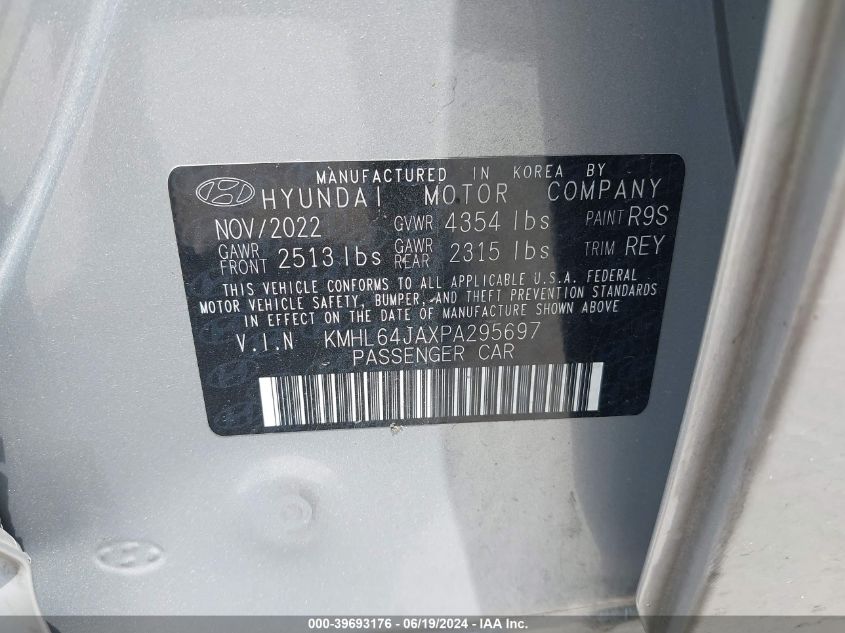 MANUFACTURED IN KOREA BY
HYUNDAI MOTOR COMPANY
NOV/2022 GVWR 4354 lbs PAINT R9S
GAWR FRONT 2513 lbs GAWR REAR 2315 lbs TRIM REY
THIS VEHICLE CONFORMS TO ALL APPLICABLE U.S.A. FEDERAL
MOTOR VEHICLE SAFETY, BUMPER, AND THEFT PREVENTION STANDARDS
IN EFFECT ON THE DATE OF MANUFACTURE SHOWN ABOVE
V.I.N KMHL64JAXPA295697
PASSENGER CAR
000-39693176 - 06/19/2024 - IAA Inc.